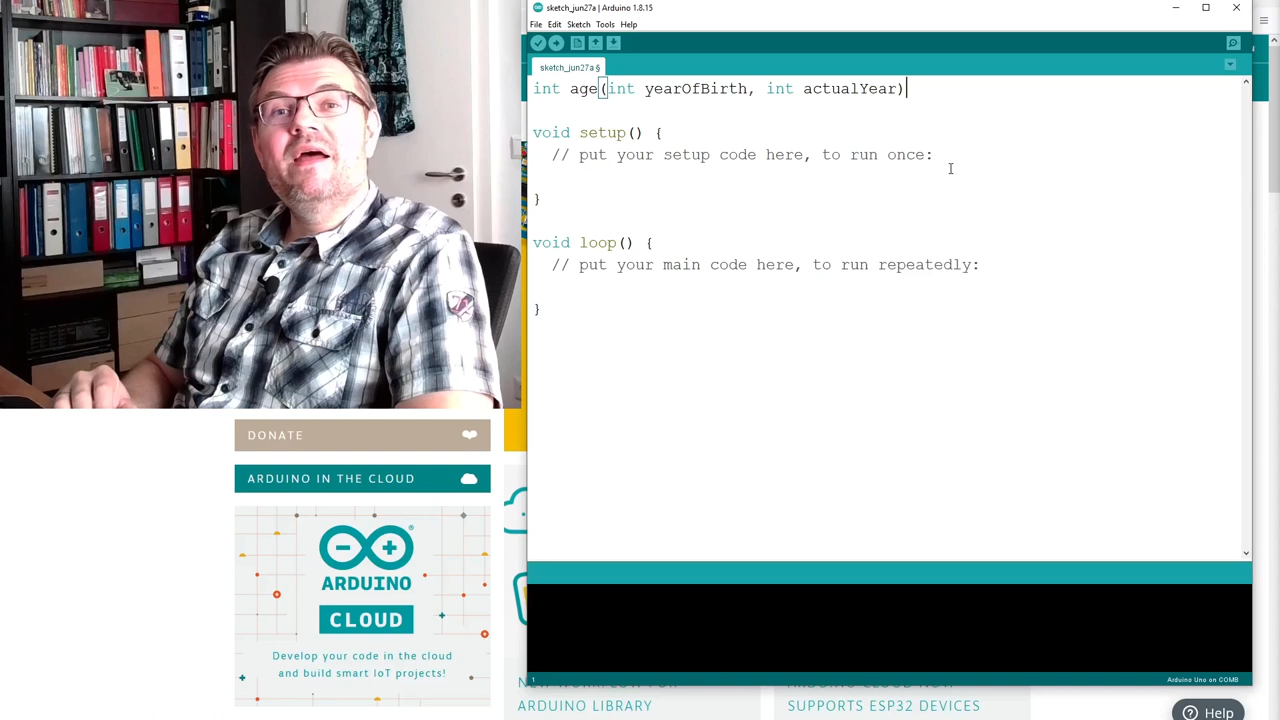 sketch_jun27a | Arduino 1.8.15
File Edit Sketch Tools Help
sketch_jun27a §
int age(int yearOfBirth, int actualYear)
void setup() {
// put your setup code here, to run once:
}
void loop() {
// put your main code here, to run repeatedly:
}
DONATE
ARDUINO IN THE CLOUD
ARDUINO
CLOUD
Develop your code in the cloud
and build smart IoT projects!
1
Arduino Uno on COM8
ARDUINO LIBRARY
SUPPORTS ESP32 DEVICES
Help